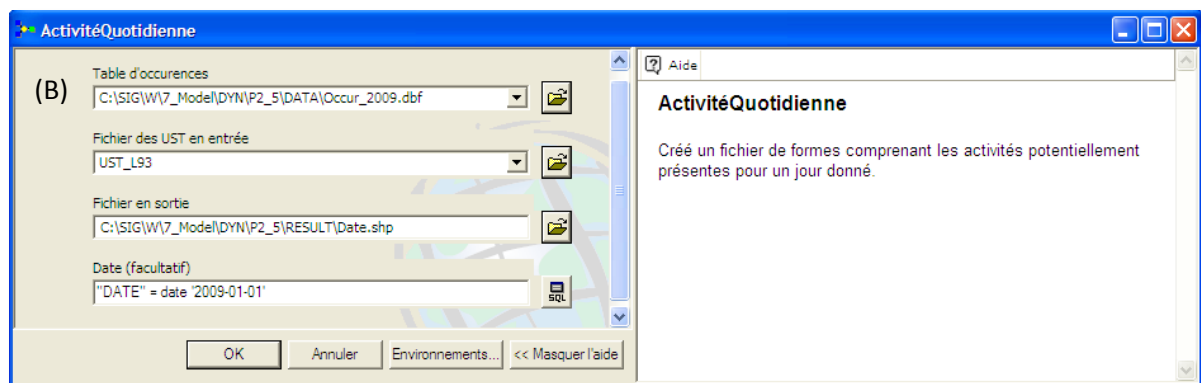 ActivitéQuotidienne
(B)
Table d'occurences
C:\SIG\W\7_Model\DYN\P2_5\DATA\Occur_2009.dbf
Fichier des UST en entrée
UST_L93
Fichier en sortie
C:\SIG\W\7_Model\DYN\P2_5\RESULT\Date.shp
Date (facultatif)
"DATE" = date '2009-01-01'
SQL
OK Annuler Environnements... << Masquer l'aide
Aide
ActivitéQuotidienne
Créé un fichier de formes comprenant les activités potentiellement
présentes pour un jour donné.